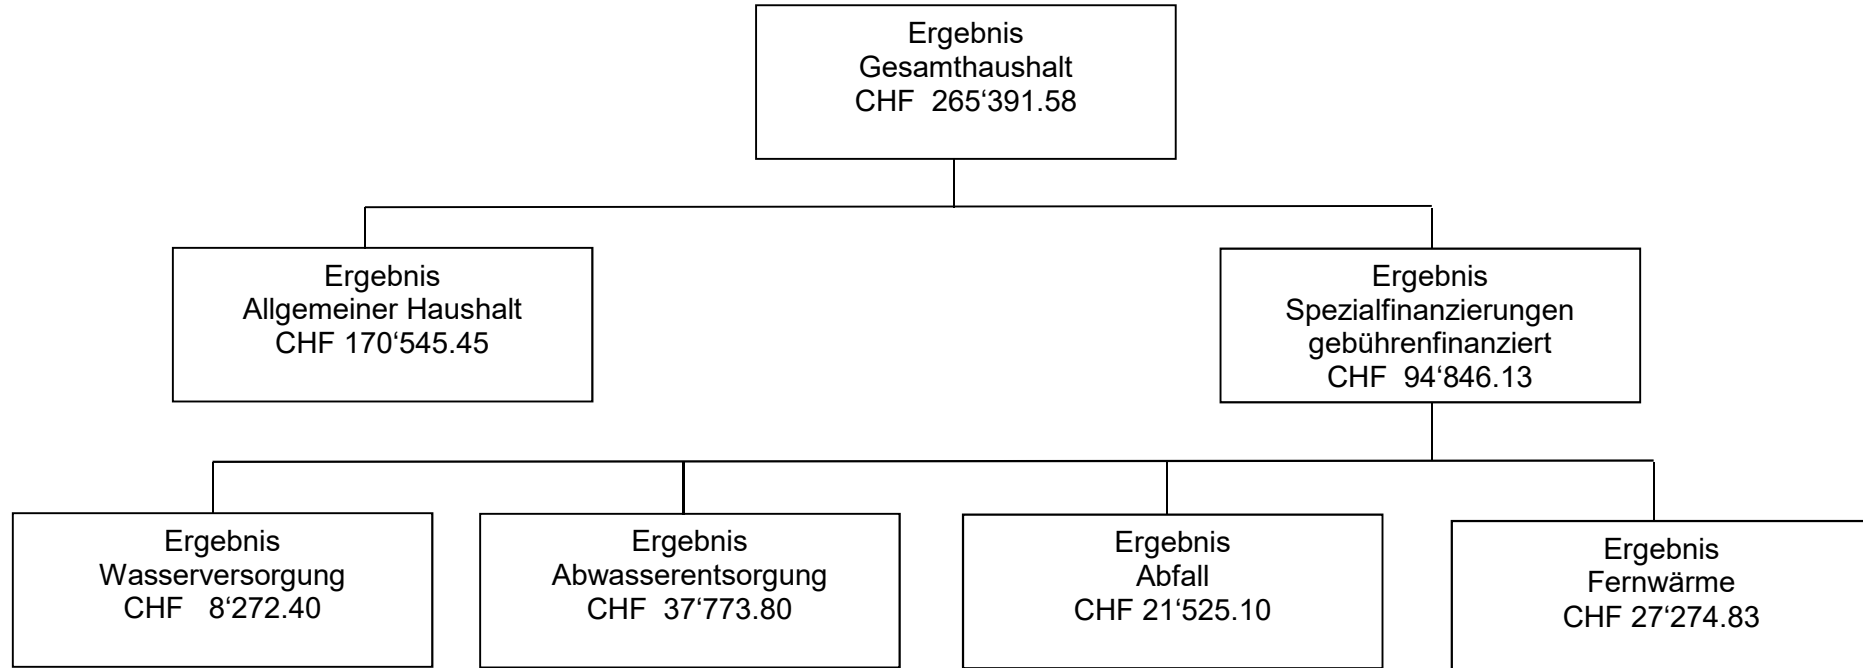 Ergebnis
Gesamthaushalt
CHF  265‘391.58
Ergebnis
Allgemeiner Haushalt
CHF 170‘545.45
Ergebnis
Spezialfinanzierungen
gebührenfinanziert
CHF  94‘846.13
Ergebnis
Wasserversorgung
CHF   8‘272.40
Ergebnis
Abwasserentsorgung
CHF  37‘773.80
Ergebnis
Abfall
CHF 21‘525.10
Ergebnis
Fernwärme
CHF 27‘274.83